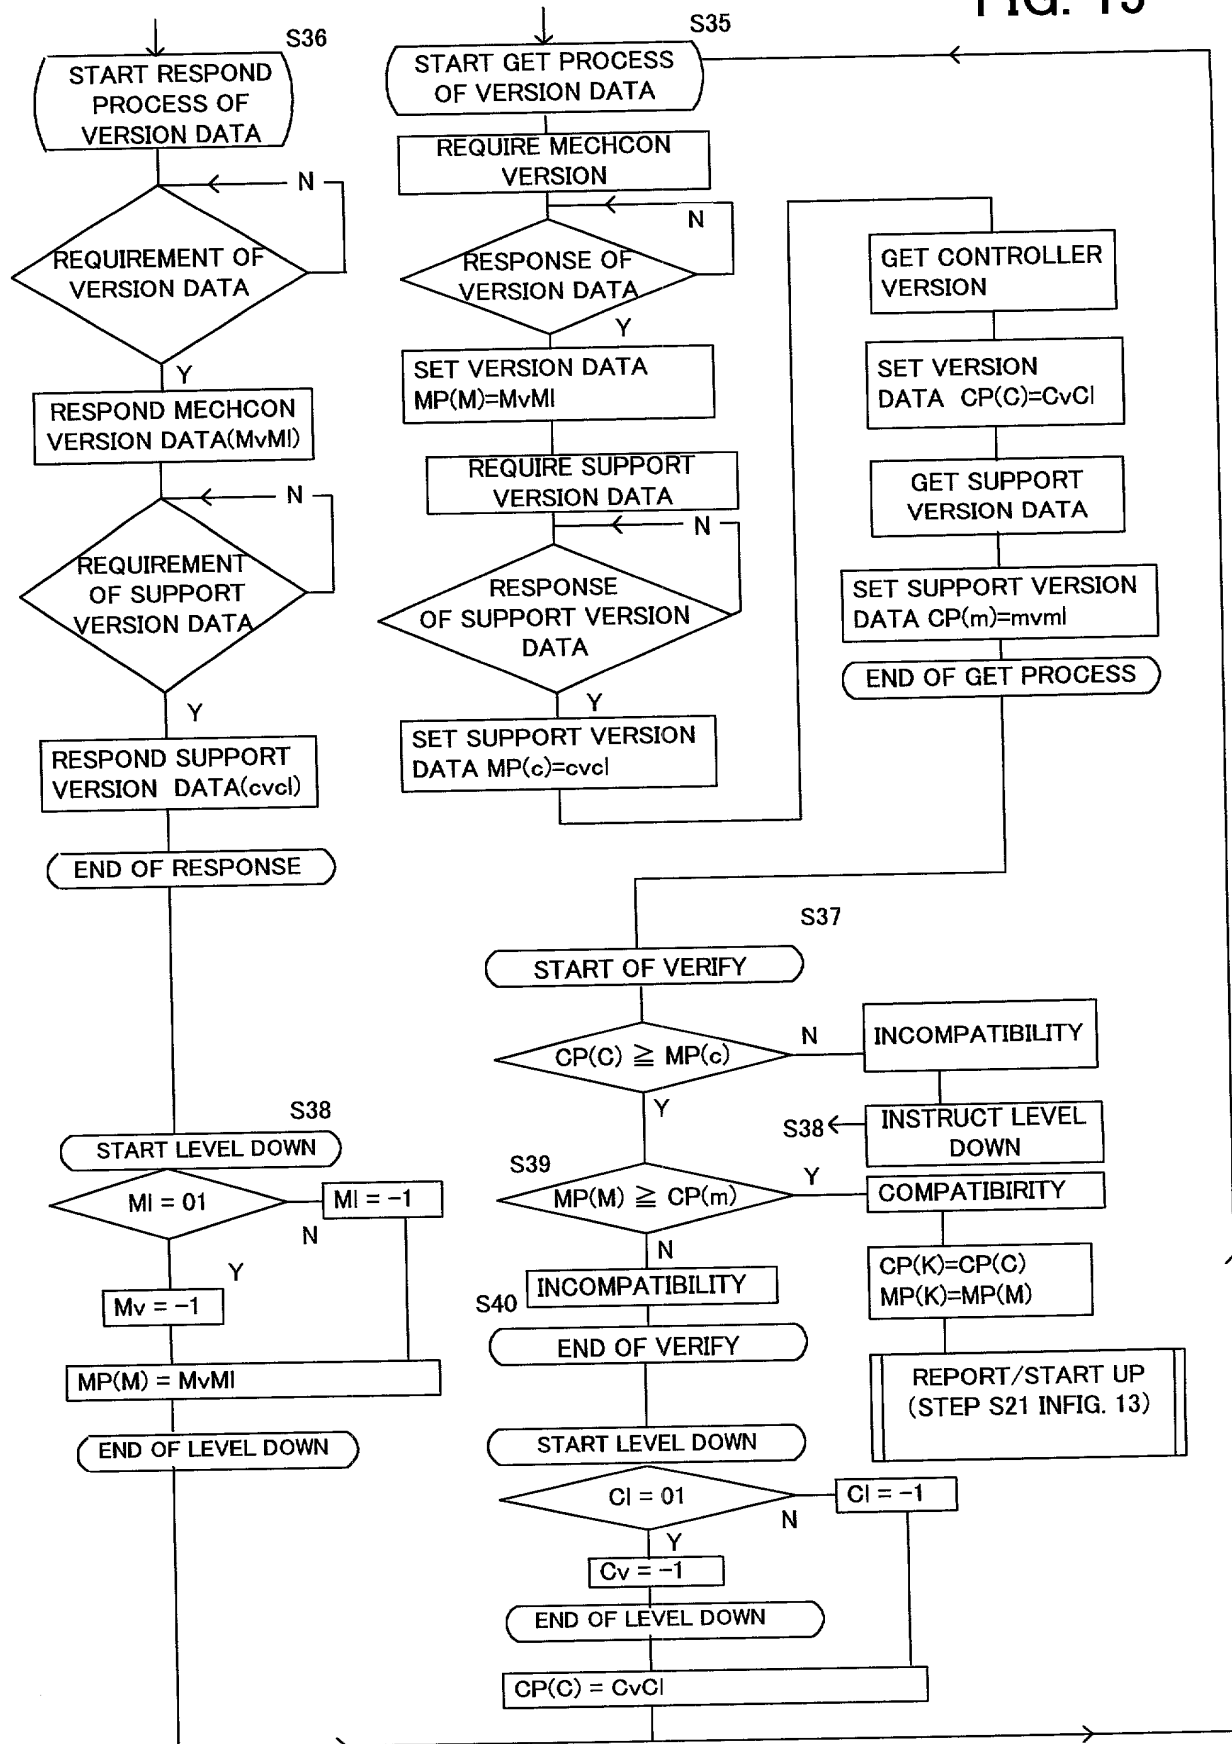 S36
START RESPOND
PROCESS OF
VERSION DATA
N
REQUIREMENT OF
VERSION DATA
Y
RESPOND MECHCON
VERSION DATA(MvMl)
N
REQUIREMENT
OF SUPPORT
VERSION DATA
Y
RESPOND SUPPORT
VERSION DATA(cvcl)
END OF RESPONSE
S38
START LEVEL DOWN
Ml = 01
Ml = -1
N
Y
Mv = -1
MP(M) = MvMl
END OF LEVEL DOWN
S35
START GET PROCESS
OF VERSION DATA
REQUIRE MECHCON
VERSION
N
RESPONSE OF
VERSION DATA
Y
SET VERSION DATA
MP(M)=MvMl
REQUIRE SUPPORT
VERSION DATA
N
RESPONSE
OF SUPPORT VERSION
DATA
Y
SET SUPPORT VERSION
DATA MP(c)=cvcl
GET CONTROLLER
VERSION
SET VERSION
DATA CP(C)=CvCl
GET SUPPORT
VERSION DATA
SET SUPPORT VERSION
DATA CP(m)=mvml
END OF GET PROCESS
S37
START OF VERIFY
CP(C) ≧ MP(c)
N
INCOMPATIBILITY
Y
S38
INSTRUCT LEVEL
DOWN
S39
MP(M) ≧ CP(m)
Y
COMPATIBIRITY
CP(K)=CP(C)
MP(K)=MP(M)
REPORT/START UP
(STEP S21 INFIG. 13)
N
S40
INCOMPATIBILITY
END OF VERIFY
START LEVEL DOWN
Cl = 01
Cl = -1
N
Y
Cv = -1
END OF LEVEL DOWN
CP(C) = CvCl